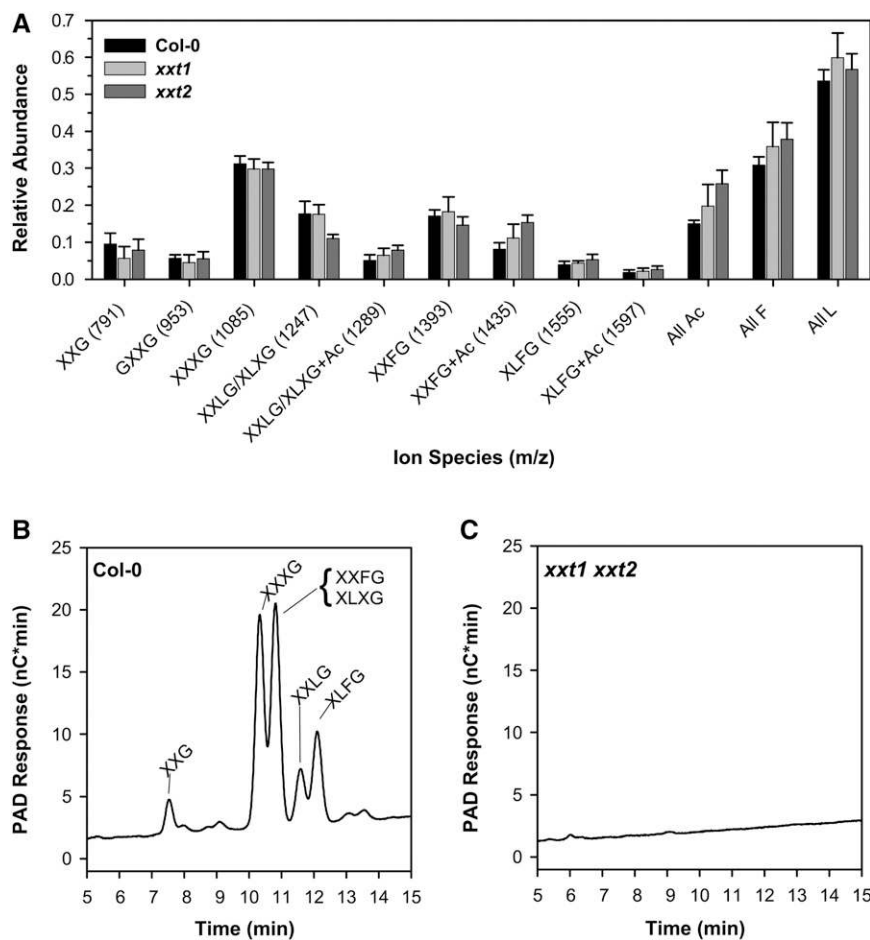 A
Relative Abundance
0.7
0.6
0.5
0.4
0.3
0.2
0.1
0.0
Col-0
xxt1
xxt2
XXG (791)
GXXG (953)
XXXG (1085)
XXLG/XLXG (1247)
XXLG/XLXG+Ac (1289)
XXFG (1393)
XXFG+Ac (1435)
XLFG (1555)
XLFG+Ac (1597)
All Ac
All F
All L
Ion Species (m/z)
B
PAD Response (nC*min)
25
20
15
10
5
0
Col-0
XXG
XXXG
{ XXFG
XLXG
XXLG
XLFG
5 6 7 8 9 10 11 12 13 14 15
Time (min)
C
PAD Response (nC*min)
25
20
15
10
5
0
xxt1 xxt2
5 6 7 8 9 10 11 12 13 14 15
Time (min)